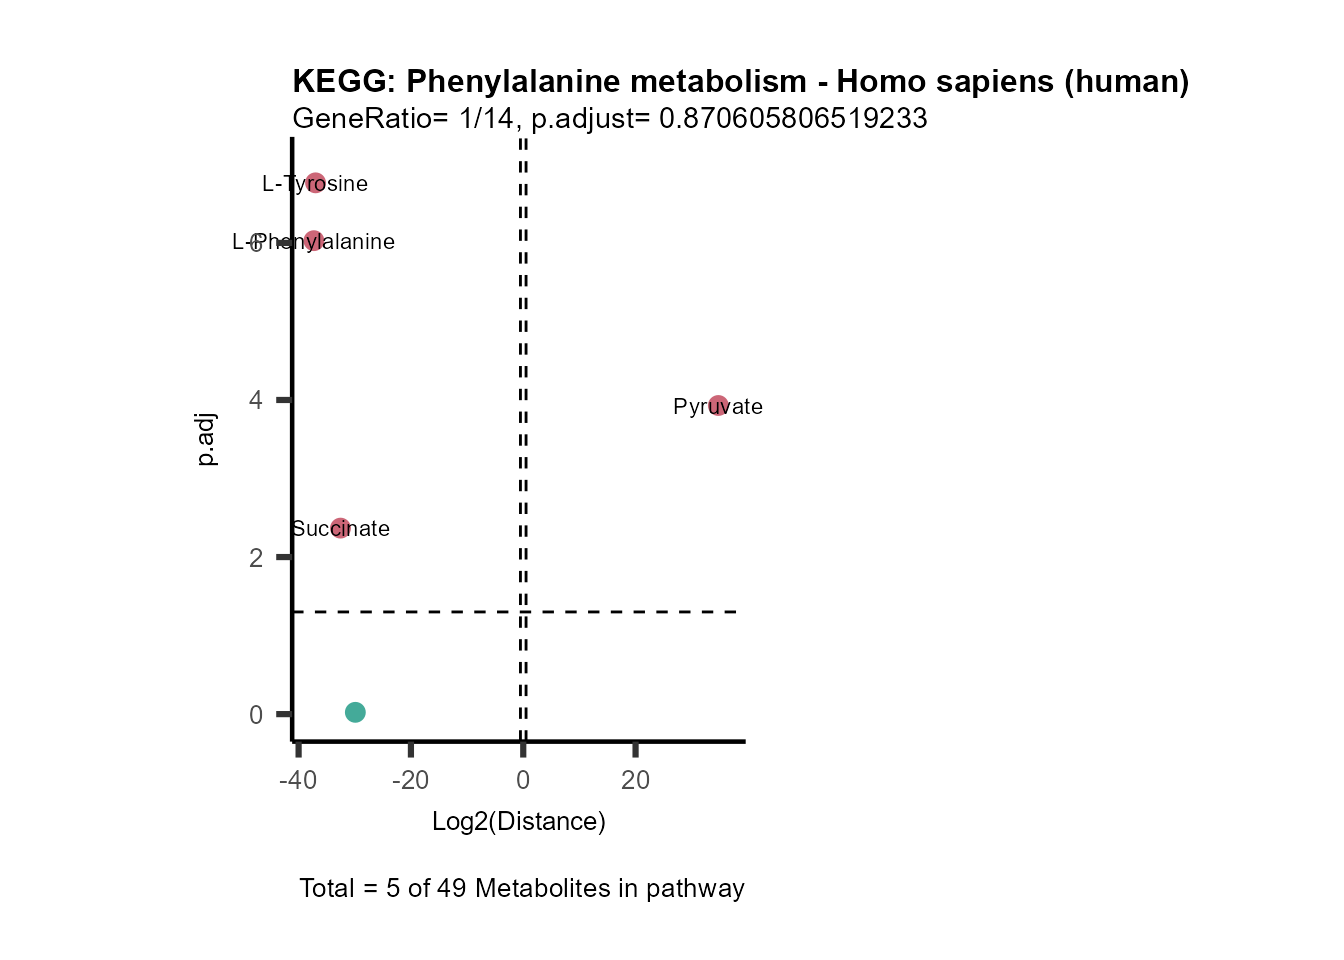 KEGG: Phenylalanine metabolism - Homo sapiens (human)
GeneRatio= 1/14, p.adjust= 0.870605806519233
L-Tyrosine
L-Phenylalanine
6
4
Pyruvate
p.adj
Succinate
2
0
-40 -20 0 20
Log2(Distance)
Total = 5 of 49 Metabolites in pathway